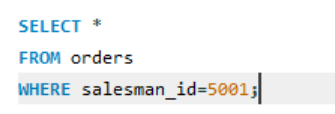 SELECT *
FROM orders
WHERE salesman_id=5001;